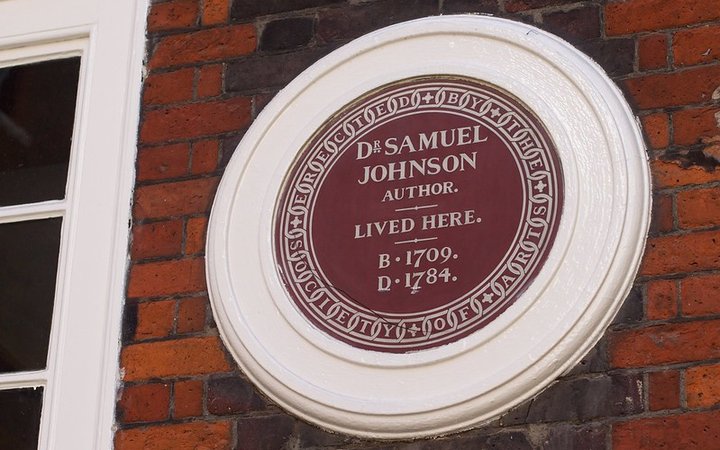 ERECTED BY THE
SOCIETY OF ARTS
DR SAMUEL
JOHNSON
AUTHOR.
LIVED HERE.
B·1709.
D·1784.